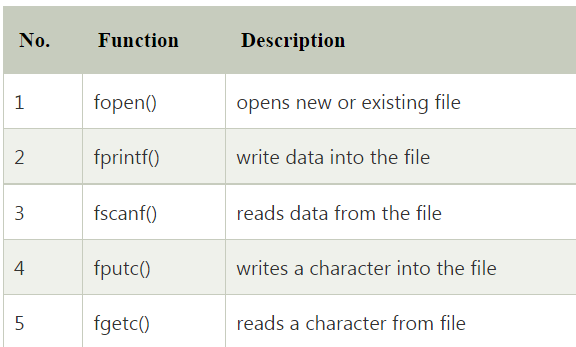 No. Function Description
1 fopen() opens new or existing file
2 fprintf() write data into the file
3 fscanf() reads data from the file
4 fputc() writes a character into the file
5 fgetc() reads a character from file